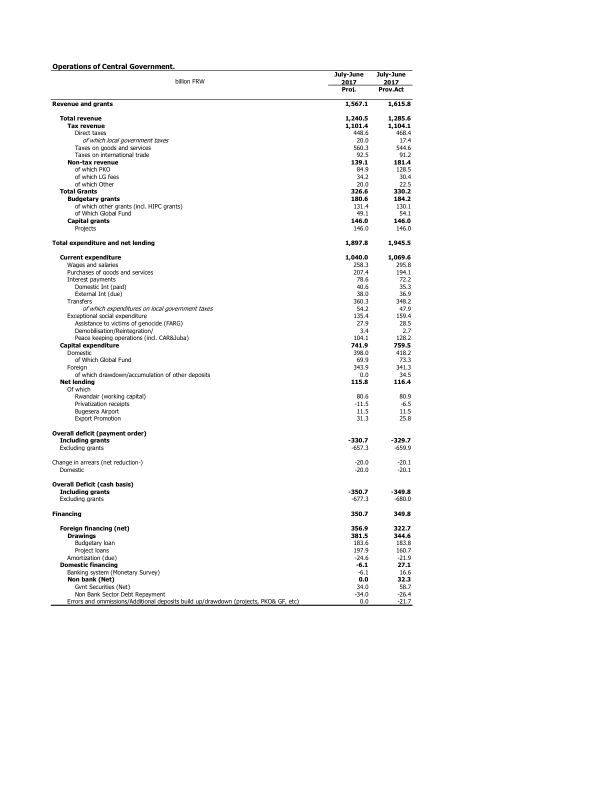 Operations of Central Government.
July-June July-June
billion FRW 2017 2017
Proj. Prov.Act
Revenue and grants 1,567.1 1,615.8
Total revenue 1,240.5 1,285.6
Tax revenue 1,101.4 1,104.1
Direct taxes 448.6 468.4
of which local government taxes 20.0 17.4
Taxes on goods and services 560.3 544.6
Taxes on international trade 92.5 91.2
Non-tax revenue 139.1 181.4
of which PKO 84.9 128.5
of which LG fees 34.2 30.4
of which Other 20.0 22.5
Total Grants 326.6 330.2
Budgetary grants 180.6 184.2
of which other grants (incl. HIPC grants) 131.4 130.1
of Which Global Fund 49.1 54.1
Capital grants 146.0 146.0
Projects 146.0 146.0
Total expenditure and net lending 1,897.8 1,945.5
Current expenditure 1,040.0 1,069.6
Wages and salaries 258.3 295.8
Purchases of goods and services 207.4 194.1
Interest payments 78.6 72.2
Domestic Int (paid) 40.6 35.3
External Int (due) 38.0 36.9
Transfers 360.3 348.2
of which expenditures on local government taxes 54.2 47.9
Exceptional social expenditure 135.4 159.4
Assistance to victims of genocide (FARG) 27.9 28.5
Demobilisation/Reintegration/ 3.4 2.7
Peace keeping operations (incl. CAR&Juba) 104.1 128.2
Capital expenditure 741.9 759.5
Domestic 398.0 418.2
of Which Global Fund 69.9 73.3
Foreign 343.9 341.3
of which drawdown/accumulation of other deposits 0.0 34.5
Net lending 115.8 116.4
Of which
Rwandair (working capital) 80.6 80.9
Privatization receipts -11.5 -6.5
Bugesera Airport 11.5 11.5
Export Promotion 31.3 25.8
Overall deficit (payment order)
Including grants -330.7 -329.7
Excluding grants -657.3 -659.9
Change in arrears (net reduction-) -20.0 -20.1
Domestic -20.0 -20.1
Overall Deficit (cash basis)
Including grants -350.7 -349.8
Excluding grants -677.3 -680.0
Financing 350.7 349.8
Foreign financing (net) 356.9 322.7
Drawings 381.5 344.6
Budgetary loan 183.6 183.8
Project loans 197.9 160.7
Amortization (due) -24.6 -21.9
Domestic financing -6.1 27.1
Banking system (Monetary Survey) -6.1 16.6
Non bank (Net) 0.0 32.3
Gvnt Securities (Net) 34.0 58.7
Non Bank Sector Debt Repayment -34.0 -26.4
Errors and ommissions/Additional deposits build up/drawdown (projects, PKO& GF, etc) 0.0 -21.7